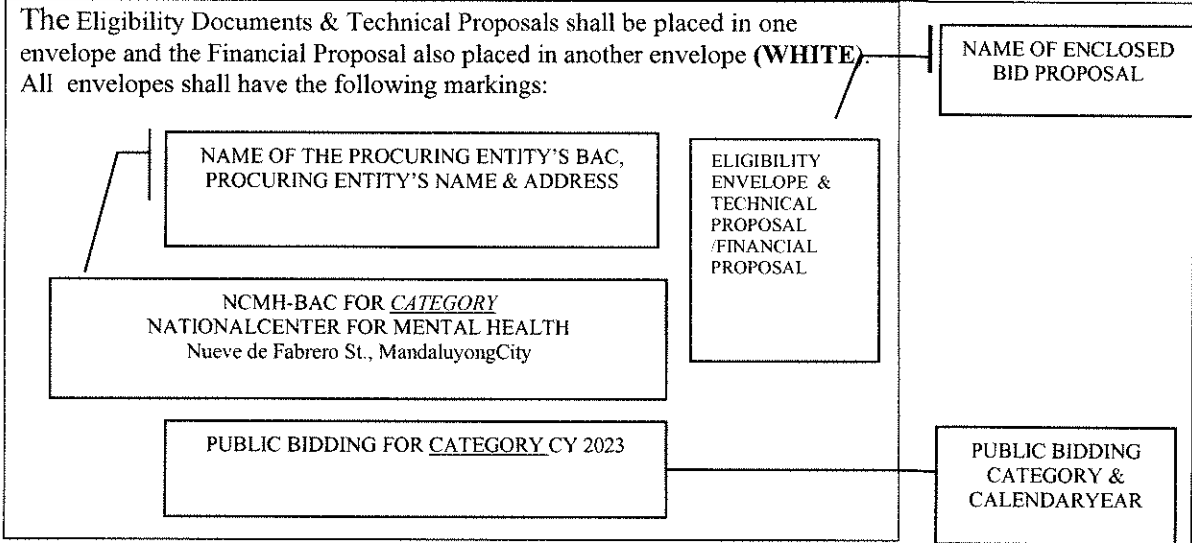 The Eligibility Documents & Technical Proposals shall be placed in one
envelope and the Financial Proposal also placed in another envelope (WHITE).
All envelopes shall have the following markings:
NAME OF ENCLOSED
BID PROPOSAL
NAME OF THE PROCURING ENTITY'S BAC,
PROCURING ENTITY'S NAME & ADDRESS
ELIGIBILITY
ENVELOPE &
TECHNICAL
PROPOSAL
/FINANCIAL
PROPOSAL
NCMH-BAC FOR CATEGORY
NATIONALCENTER FOR MENTAL HEALTH
Nueve de Fabrero St., MandaluyongCity
PUBLIC BIDDING FOR CATEGORY CY 2023
PUBLIC BIDDING
CATEGORY &
CALENDARYEAR